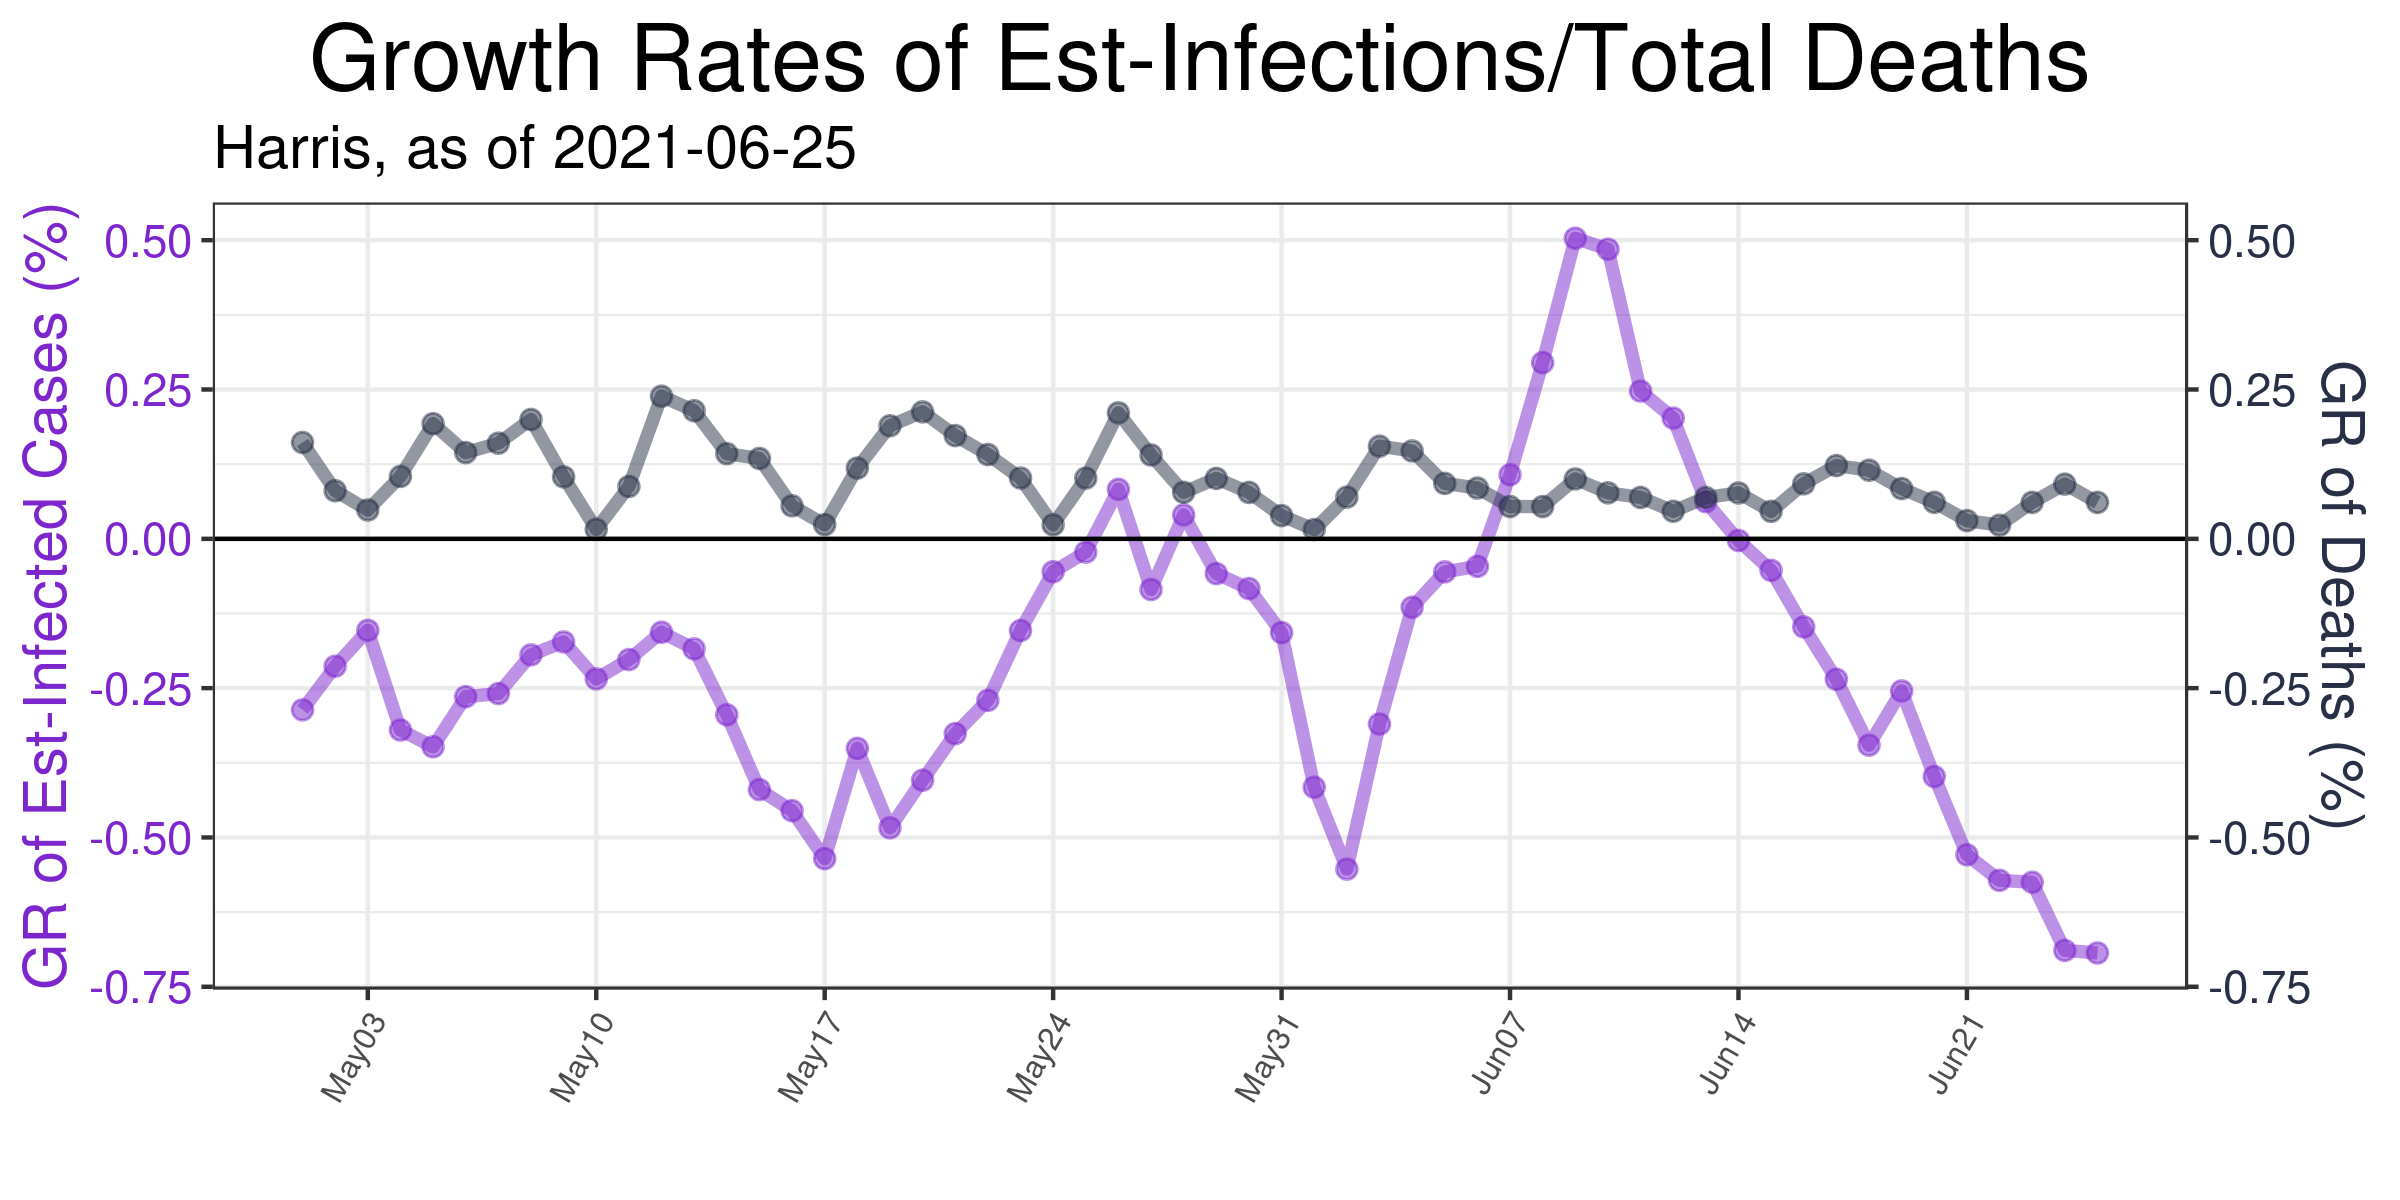 Growth Rates of Est-Infections/Total Deaths
Harris, as of 2021-06-25
GR of Est-Infected Cases (%)
0.50
0.25
0.00
-0.25
-0.50
-0.75
0.50
0.25
0.00
-0.25
-0.50
-0.75
GR of Deaths (%)
May03
May10
May17
May24
May31
Jun07
Jun14
Jun21